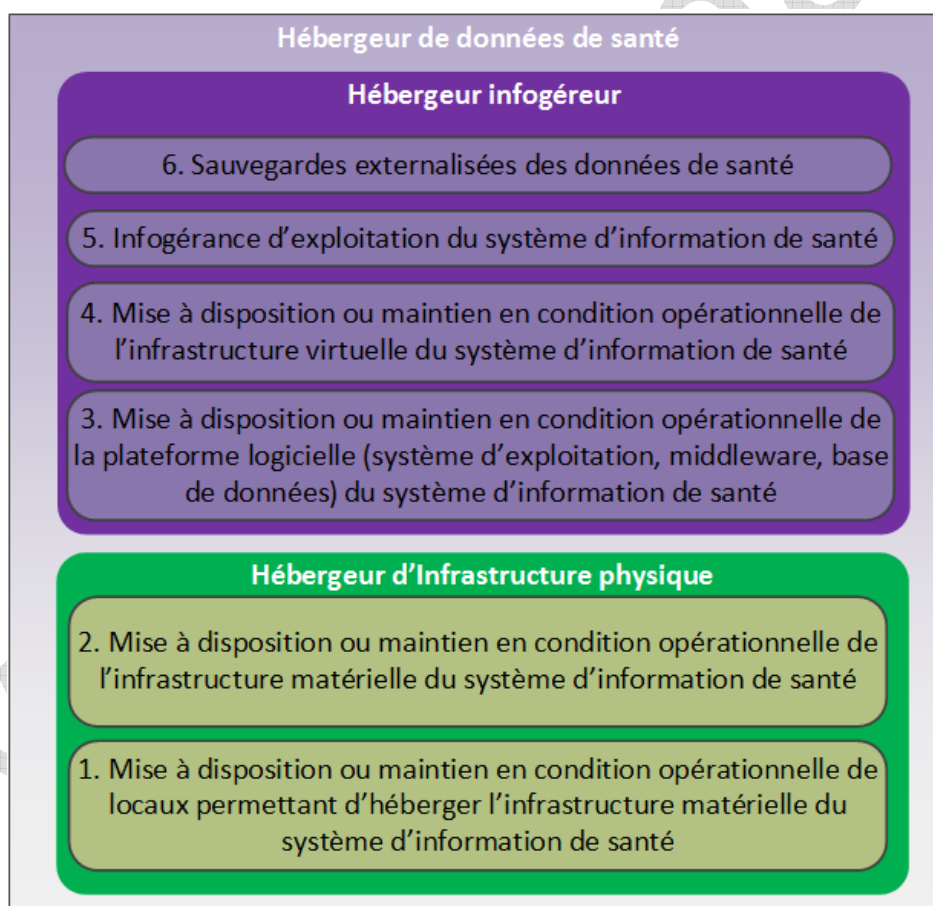 Hébergeur de données de santé
Hébergeur infogéreur
6. Sauvegardes externalisées des données de santé
5. Infogérance d’exploitation du système d’information de santé
4. Mise à disposition ou maintien en condition opérationnelle de
l’infrastructure virtuelle du système d’information de santé
3. Mise à disposition ou maintien en condition opérationnelle de
la plateforme logicielle (système d’exploitation, middleware, base
de données) du système d’information de santé
Hébergeur d’Infrastructure physique
2. Mise à disposition ou maintien en condition opérationnelle de
l’infrastructure matérielle du système d’information de santé
1. Mise à disposition ou maintien en condition opérationnelle de
locaux permettant d’héberger l’infrastructure matérielle du
système d’information de santé